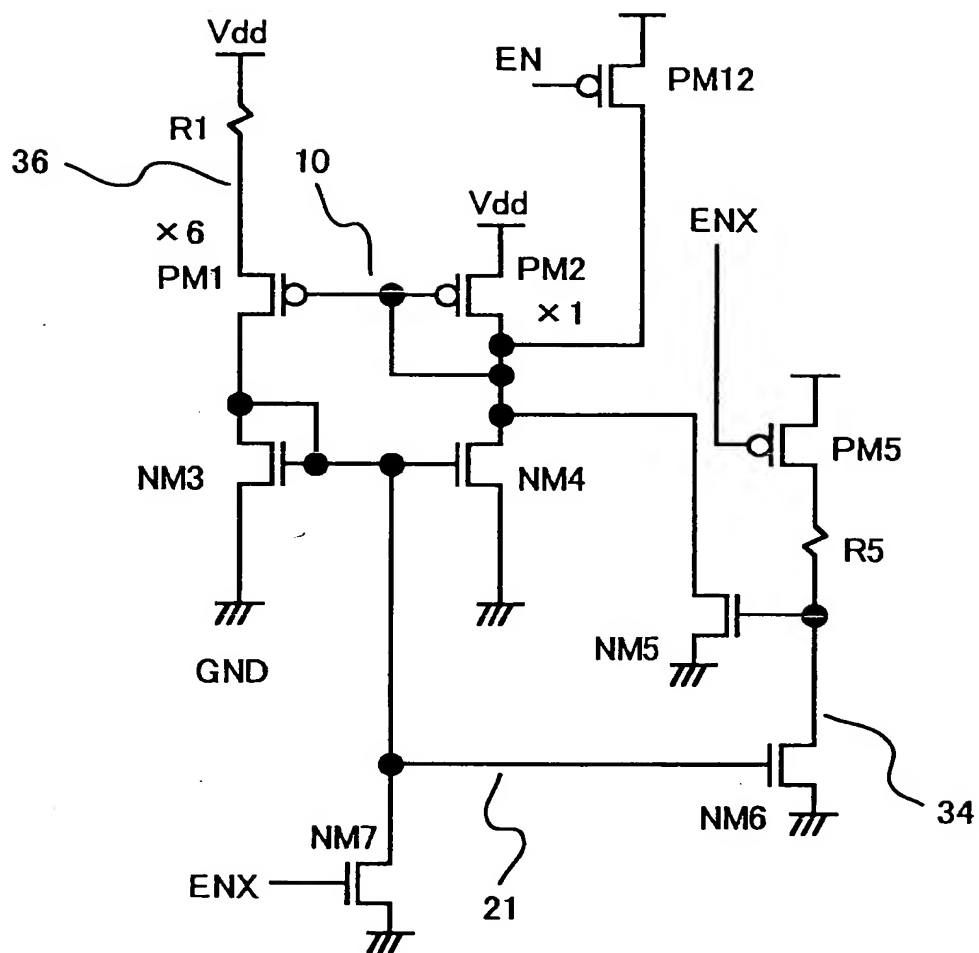 Vdd
EN
PM12
R1
36
10
Vdd
ENX
×6
PM1
PM2
×1
PM5
NM3
NM4
R5
NM5
GND
34
NM6
NM7
ENX
21